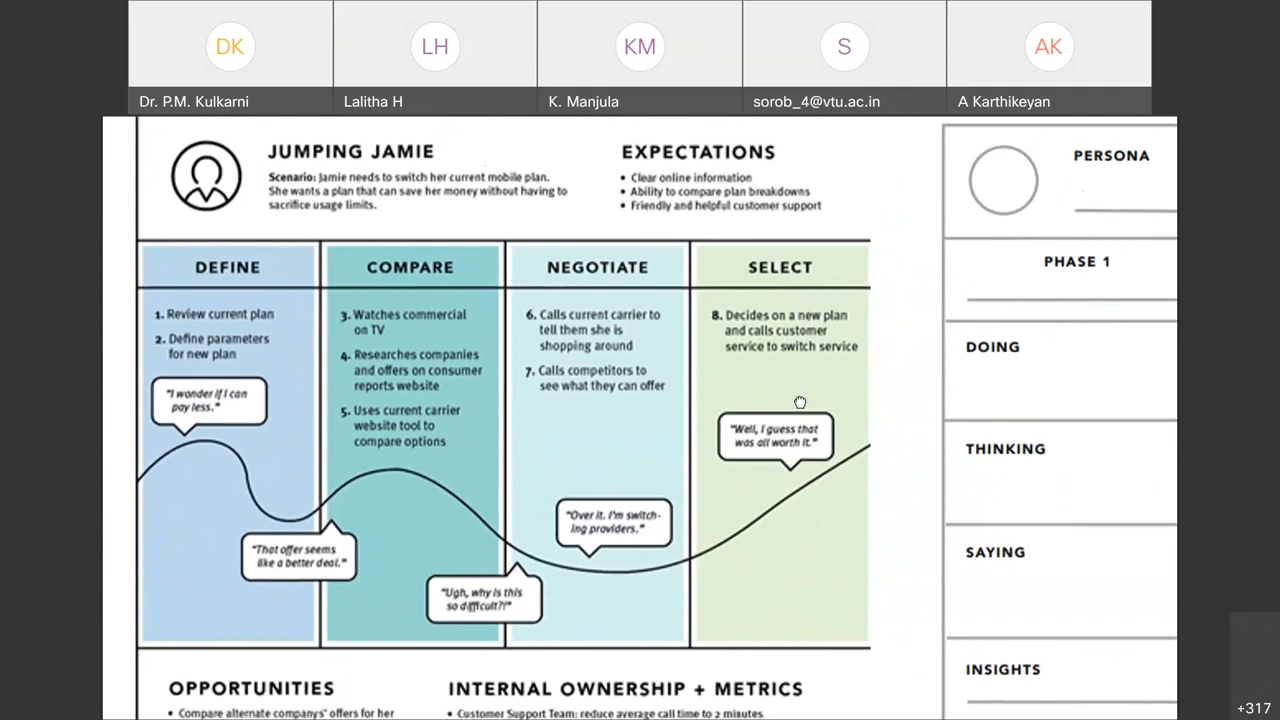 DK
LH
KM
S
AK
Dr. P.M. Kulkarni
Lalitha H
K. Manjula
sorob_4@vtu.ac.in
A Karthikeyan
JUMPING JAMIE
Scenario: Jamie needs to switch her current mobile plan.
She wants a plan that can save her money without having to
sacrifice usage limits.
EXPECTATIONS
• Clear online information
• Ability to compare plan breakdowns
• Friendly and helpful customer support
DEFINE
1. Review current plan
2. Define parameters
for new plan
"I wonder if I can
pay less."
"That offer seems
like a better deal."
COMPARE
3. Watches commercial
on TV
4. Researches companies
and offers on consumer
reports website
5. Uses current carrier
website tool to
compare options
"Ugh, why is this
so difficult?!"
NEGOTIATE
6. Calls current carrier to
tell them she is
shopping around
7. Calls competitors to
see what they can offer
"Over it. I'm switch-
ing providers."
SELECT
8. Decides on a new plan
and calls customer
service to switch service
"Well, I guess that
was all worth it."
OPPORTUNITIES
• Compare alternate companys' offers for her
INTERNAL OWNERSHIP + METRICS
• Customer Support Team: reduce average call time to 2 minutes
PERSONA
PHASE 1
DOING
THINKING
SAYING
INSIGHTS
+317